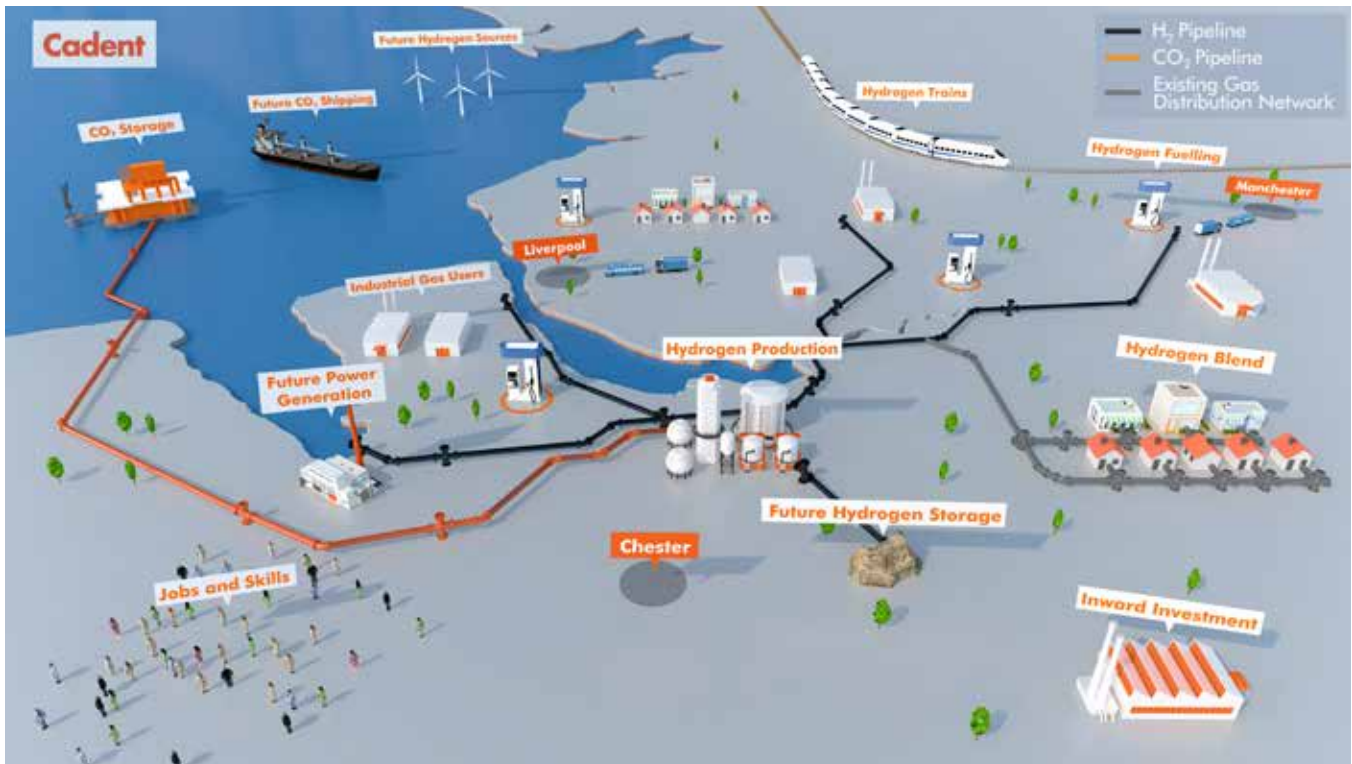 Cadent
Future Hydrogen Sources
Future CO₂ Shipping
CO₂ Storage
H₂ Pipeline
CO₂ Pipeline
Existing Gas
Distribution Network
Hydrogen Trains
Hydrogen Fuelling
Manchester
Liverpool
Industrial Gas Users
Hydrogen Production
Hydrogen Blend
Future Power
Generation
Future Hydrogen Storage
Chester
Jobs and Skills
Inward Investment